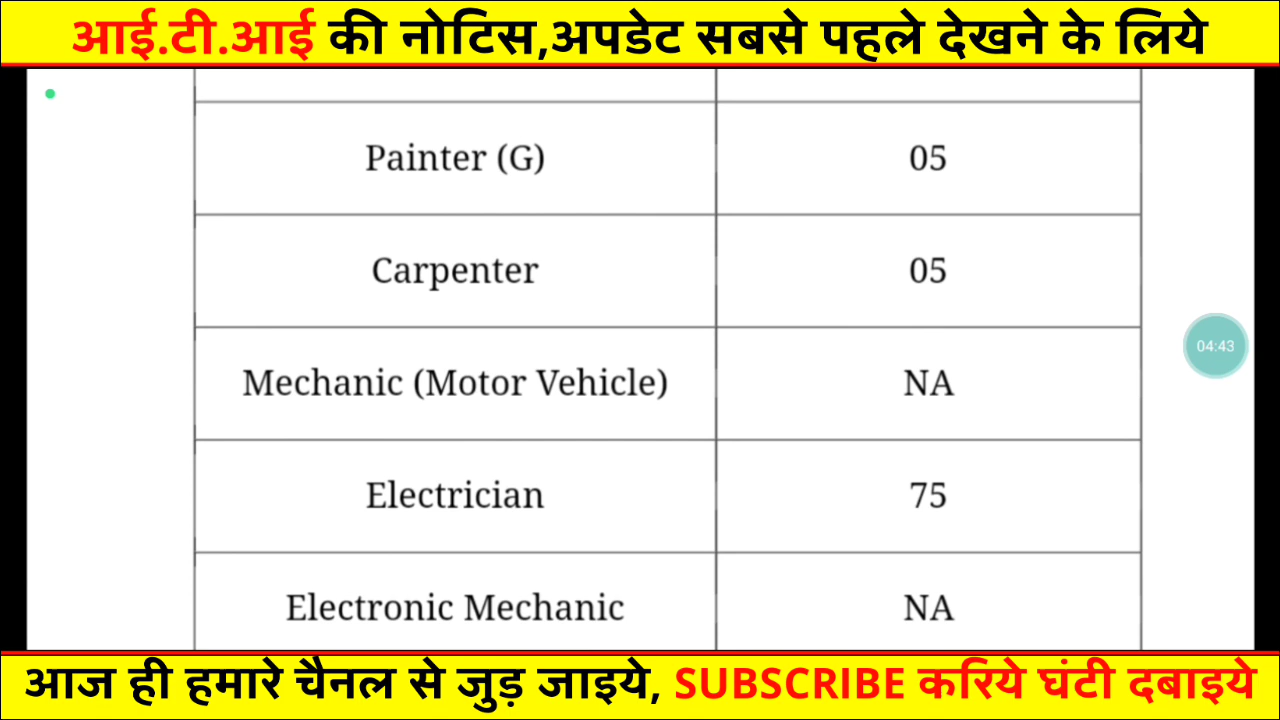 आई.टी.आई की नोटिस,अपडेट सबसे पहले देखने के लिये
Painter (G) 05
Carpenter 05
Mechanic (Motor Vehicle) NA
04:43
Electrician 75
Electronic Mechanic NA
आज ही हमारे चैनल से जुड़ जाइये, SUBSCRIBE करिये घंटी दबाइये